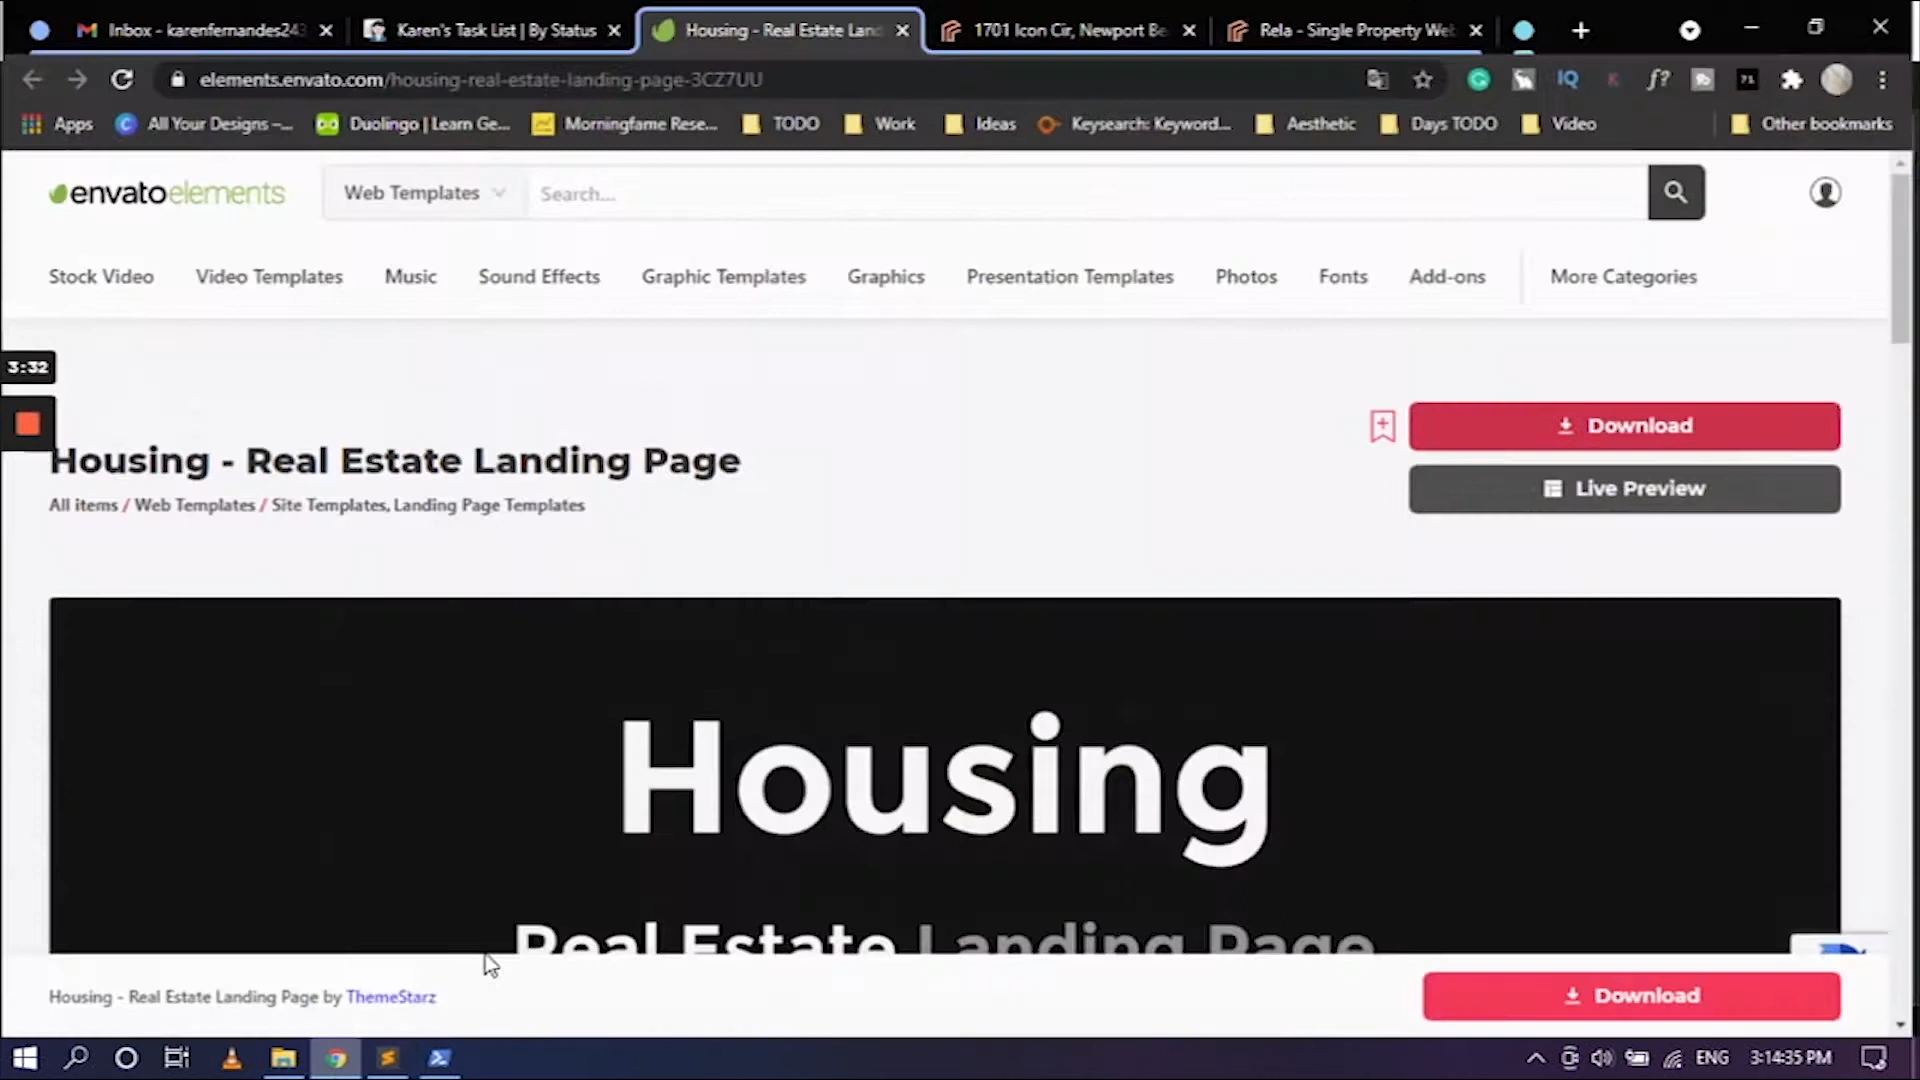 Inbox - karenfernandes243
Karen's Task List | By Status
Housing - Real Estate Land
1701 Icon Cir, Newport Be
Rela - Single Property Web
elements.envato.com/housing-real-estate-landing-page-3CZ7UU
IQ
K
f?
Apps
All Your Designs –...
Duolingo | Learn Ge...
Morningfame Rese...
TODO
Work
Ideas
Keysearch: Keyword...
Aesthetic
Days TODO
Video
Other bookmarks
envatoelements
Web Templates
Search...
Stock Video
Video Templates
Music
Sound Effects
Graphic Templates
Graphics
Presentation Templates
Photos
Fonts
Add-ons
More Categories
3:32
Download
Housing - Real Estate Landing Page
Live Preview
All items / Web Templates / Site Templates, Landing Page Templates
Housing
Real Estate Landing Page
Housing - Real Estate Landing Page by ThemeStarz
Download
ENG
3:14:35 PM